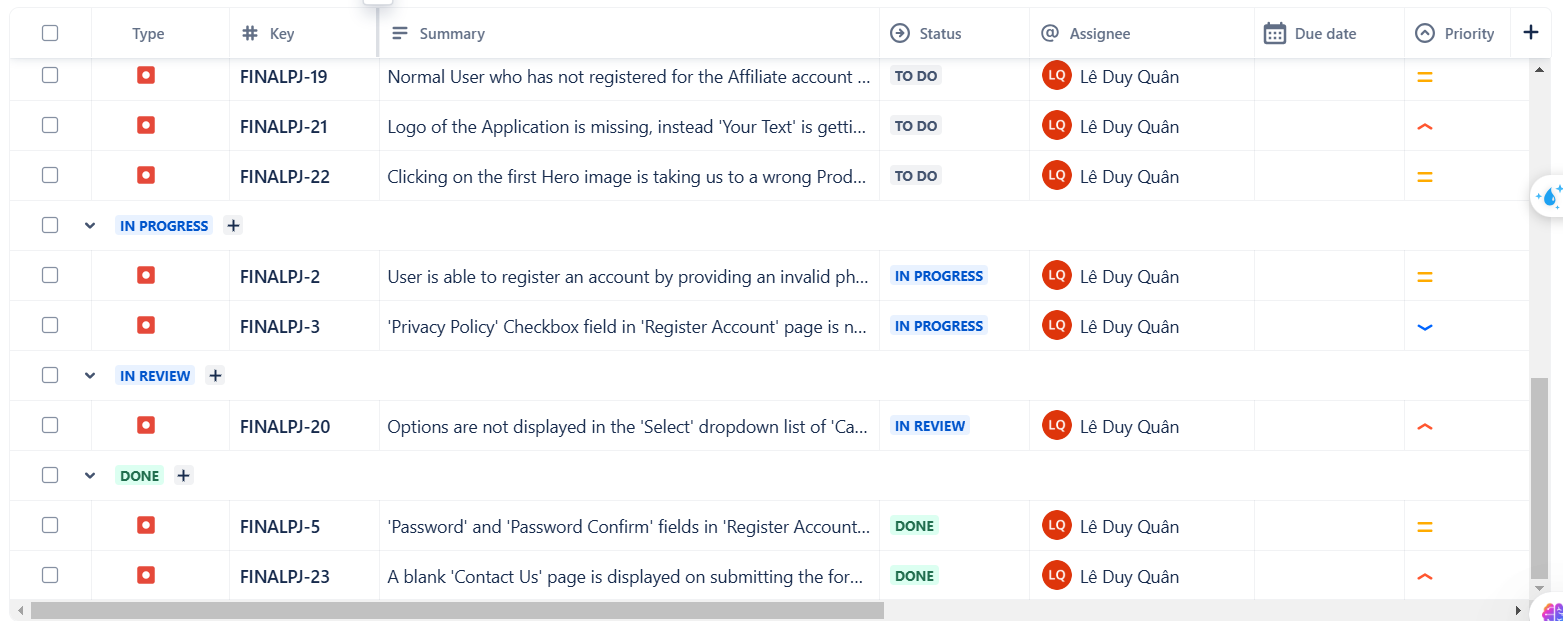 Type Key Summary Status Assignee Due date Priority
FINALPJ-19 Normal User who has not registered for the Affiliate account ... TO DO LQ Lê Duy Quân
FINALPJ-21 Logo of the Application is missing, instead 'Your Text' is getti... TO DO LQ Lê Duy Quân
FINALPJ-22 Clicking on the first Hero image is taking us to a wrong Prod... TO DO LQ Lê Duy Quân
IN PROGRESS +
FINALPJ-2 User is able to register an account by providing an invalid ph... IN PROGRESS LQ Lê Duy Quân
FINALPJ-3 'Privacy Policy' Checkbox field in 'Register Account' page is n... IN PROGRESS LQ Lê Duy Quân
IN REVIEW +
FINALPJ-20 Options are not displayed in the 'Select' dropdown list of 'Ca... IN REVIEW LQ Lê Duy Quân
DONE +
FINALPJ-5 'Password' and 'Password Confirm' fields in 'Register Account... DONE LQ Lê Duy Quân
FINALPJ-23 A blank 'Contact Us' page is displayed on submitting the for... DONE LQ Lê Duy Quân